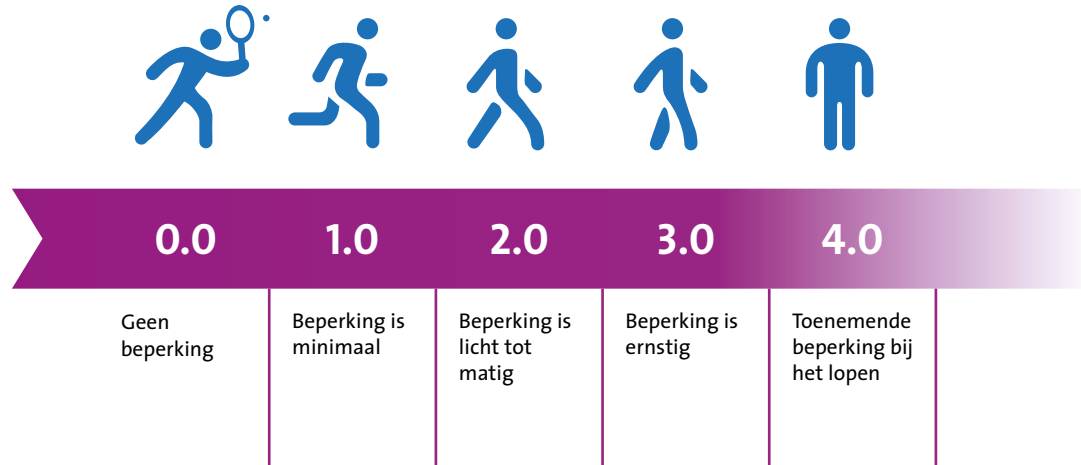 0.0
1.0
2.0
3.0
4.0
Geen
beperking
Beperking is
minimaal
Beperking is
licht tot
matig
Beperking is
ernstig
Toenemende
beperking bij
het lopen